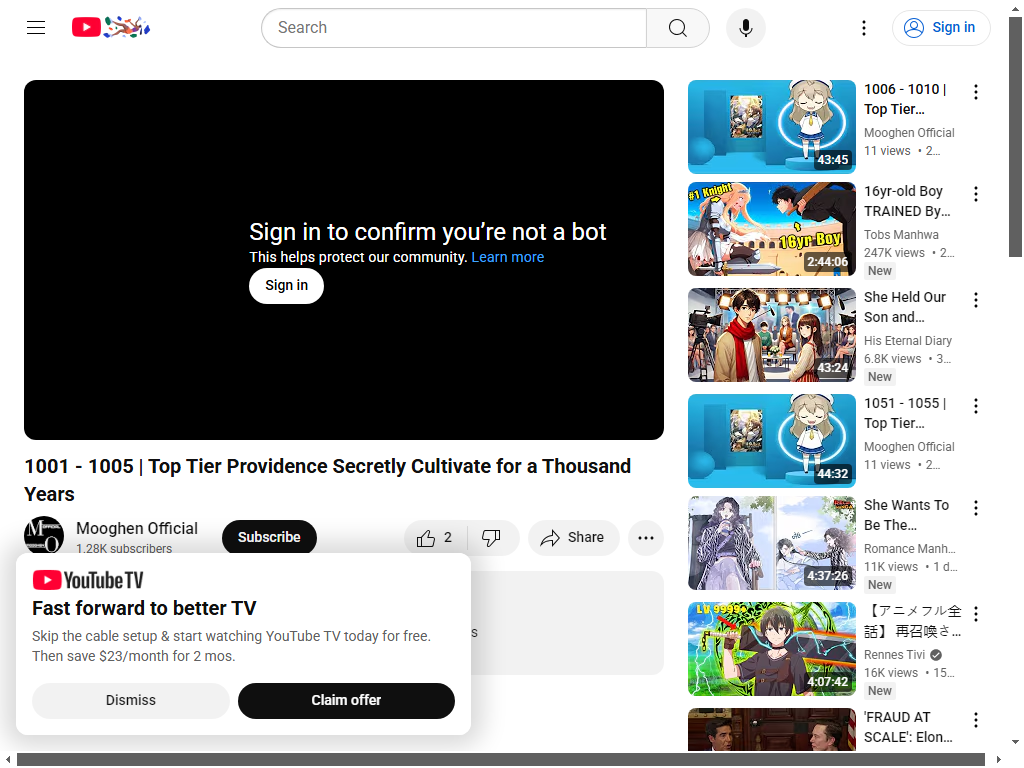 Search
Sign in
Sign in to confirm you’re not a bot
This helps protect our community. Learn more
Sign in
1001 - 1005 | Top Tier Providence Secretly Cultivate for a Thousand
Years
Mooghen Official
1.28K subscribers
Subscribe
2
Share
s
YouTube TV
Fast forward to better TV
Skip the cable setup & start watching YouTube TV today for free.
Then save $23/month for 2 mos.
Dismiss
Claim offer
43:45
1006 - 1010 |
Top Tier…
Mooghen Official
11 views • 2…
#1 Knight
16yr Boy
2:44:06
16yr-old Boy
TRAINED By…
Tobs Manhwa
247K views • 2…
New
43:24
She Held Our
Son and…
His Eternal Diary
6.8K views • 3…
New
44:32
1051 - 1055 |
Top Tier…
Mooghen Official
11 views • 2…
4:37:26
She Wants To
Be The…
Romance Manh…
11K views • 1 d…
New
LV 9999
4:07:42
【アニメフル全
話】 再召喚さ…
Rennes Tivi
16K views • 15…
New
'FRAUD AT
SCALE': Elon…